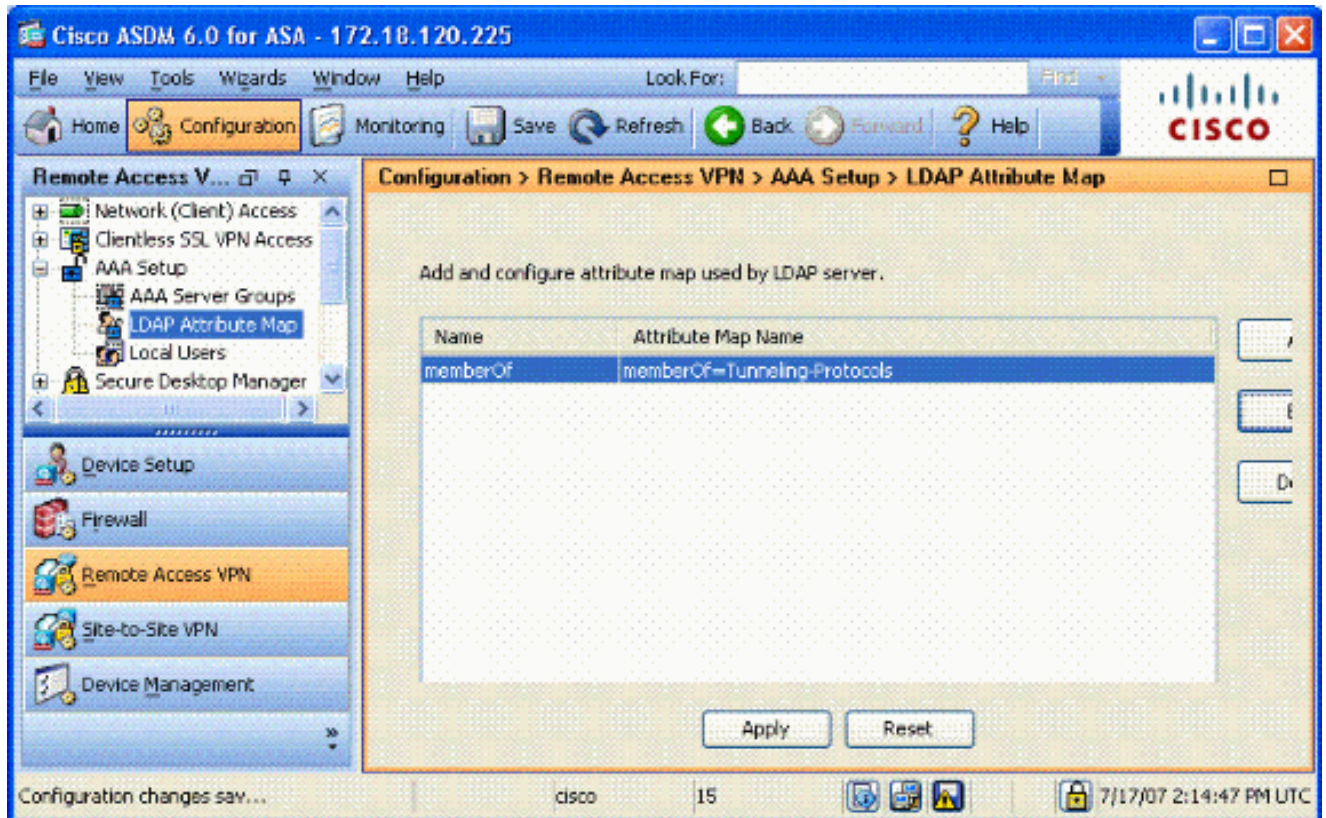 Cisco ASDM 6.0 for ASA - 172.18.120.225
File View Tools Wizards Window Help Look For: Find
Home Configuration Monitoring Save Refresh Back Forward Help
CISCO
Remote Access V...
Configuration > Remote Access VPN > AAA Setup > LDAP Attribute Map
Network (Client) Access
Clientless SSL VPN Access
AAA Setup
AAA Server Groups
LDAP Attribute Map
Local Users
Secure Desktop Manager
Add and configure attribute map used by LDAP server.
Name Attribute Map Name
memberOf memberOf=Tunneling-Protocols
Device Setup
Firewall
Remote Access VPN
Site-to-Site VPN
Device Management
Apply Reset
Configuration changes sav... cisco 15 7/17/07 2:14:47 PM UTC